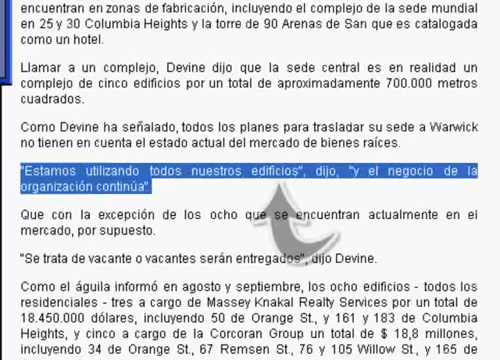 encuentran en zonas de fabricación, incluyendo el complejo de la sede mundial
en 25 y 30 Columbia Heights y la torre de 90 Arenas de San que es catalogada
como un hotel.
Llamar a un complejo, Devine dijo que la sede central es en realidad un
complejo de cinco edificios por un total de aproximadamente 700.000 metros
cuadrados.
Como Devine ha señalado, todos los planes para trasladar su sede a Warwick
no tienen en cuenta el estado actual del mercado de bienes raíces.
"Estamos utilizando todos nuestros edificios", dijo, "y el negocio de la
organización continúa".
Que con la excepción de los ocho que se encuentran actualmente en el
mercado, por supuesto.
"Se trata de vacante o vacantes serán entregados", dijo Devine.
Como el águila informó en agosto y septiembre, los ocho edificios - todos los
residenciales - tres a cargo de Massey Knakal Realty Services por un total de
18.450.000 dólares, incluyendo 50 de Orange St., y 161 y 183 de Columbia
Heights, y cinco a cargo de la Corcoran Group un total de $ 18,8 millones,
incluyendo 34 de Orange St., 67 Remsen St., 76 y 105 Willow St., y 165 de